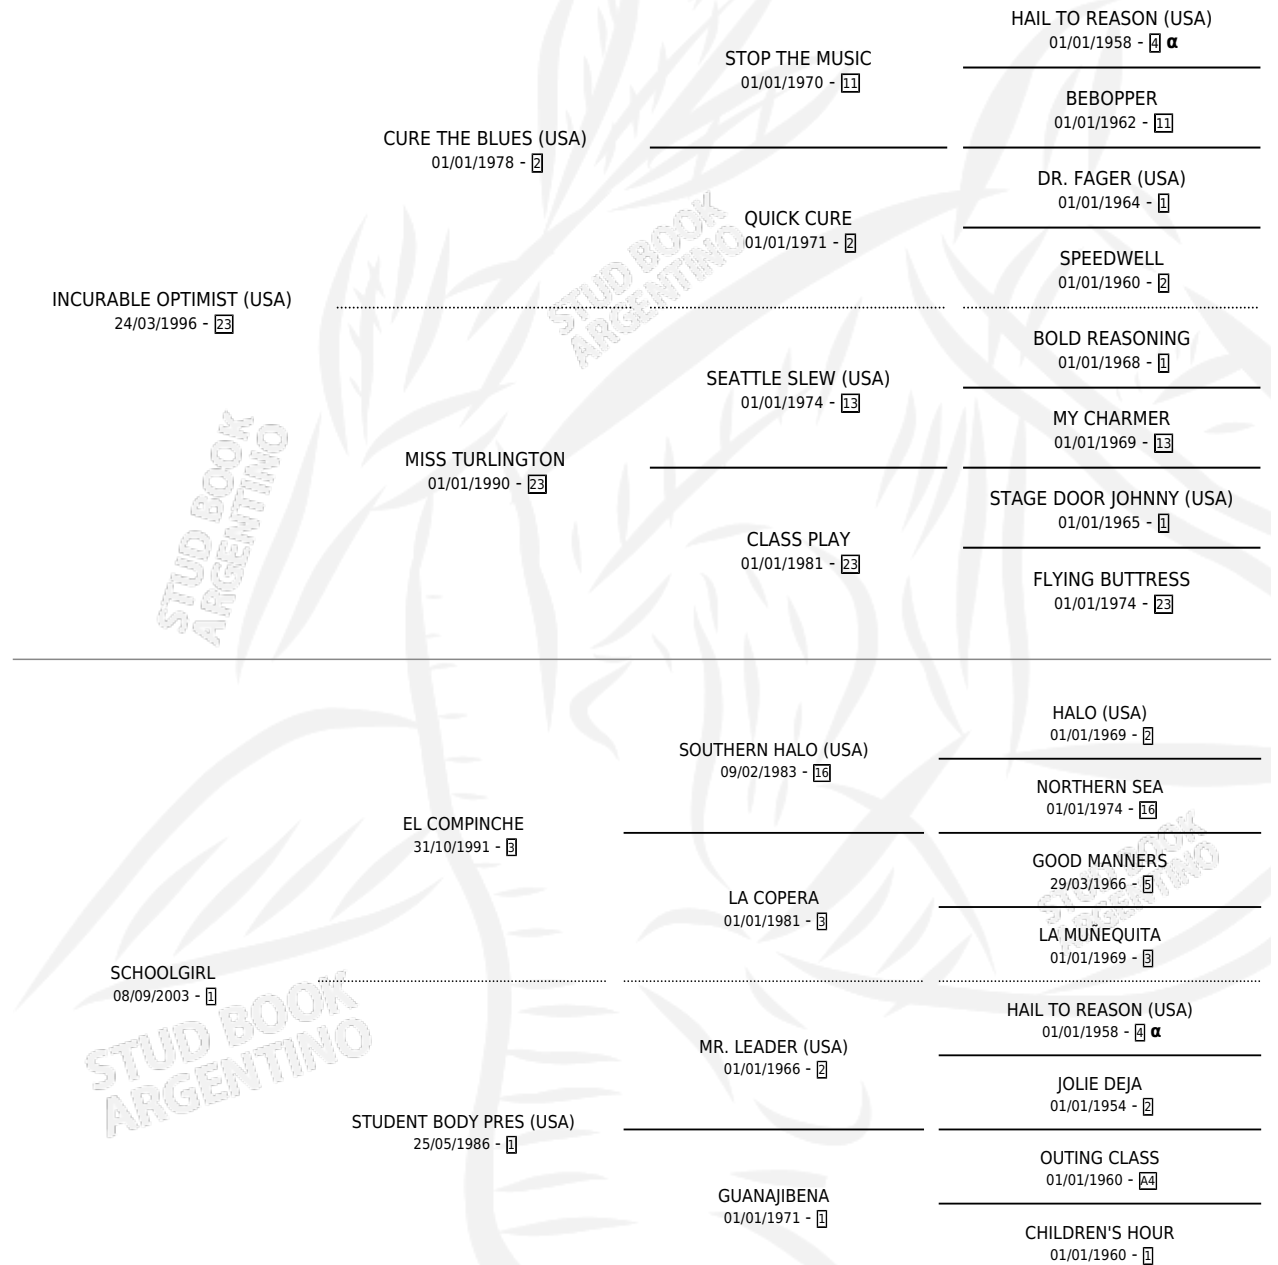 HAIL TO REASON (USA)
01/01/1958 - 4 α
STOP THE MUSIC
01/01/1970 - 11
BEBOPPER
01/01/1962 - 11
CURE THE BLUES (USA)
01/01/1978 - 2
DR. FAGER (USA)
01/01/1964 - 1
QUICK CURE
01/01/1971 - 2
SPEEDWELL
01/01/1960 - 2
INCURABLE OPTIMIST (USA)
24/03/1996 - 23
BOLD REASONING
01/01/1968 - 1
SEATTLE SLEW (USA)
01/01/1974 - 13
MY CHARMER
01/01/1969 - 13
MISS TURLINGTON
01/01/1990 - 23
STAGE DOOR JOHNNY (USA)
01/01/1965 - 1
CLASS PLAY
01/01/1981 - 23
FLYING BUTTRESS
01/01/1974 - 23
HALO (USA)
01/01/1969 - 2
SOUTHERN HALO (USA)
09/02/1983 - 16
NORTHERN SEA
01/01/1974 - 16
EL COMPINCHE
31/10/1991 - 3
GOOD MANNERS
29/03/1966 - 5
LA COPERA
01/01/1981 - 3
LA MUÑEQUITA
01/01/1969 - 3
SCHOOLGIRL
08/09/2003 - 1
HAIL TO REASON (USA)
01/01/1958 - 4 α
MR. LEADER (USA)
01/01/1966 - 2
JOLIE DEJA
01/01/1954 - 2
STUDENT BODY PRES (USA)
25/05/1986 - 1
OUTING CLASS
01/01/1960 - A4
GUANAJIBENA
01/01/1971 - 1
CHILDREN'S HOUR
01/01/1960 - 1
STUD BOOK
ARGENTINO
STUD BOOK
ARGENTINO
STUD BOOK
ARGENTINO
STUD BOOK
ARGENTINO